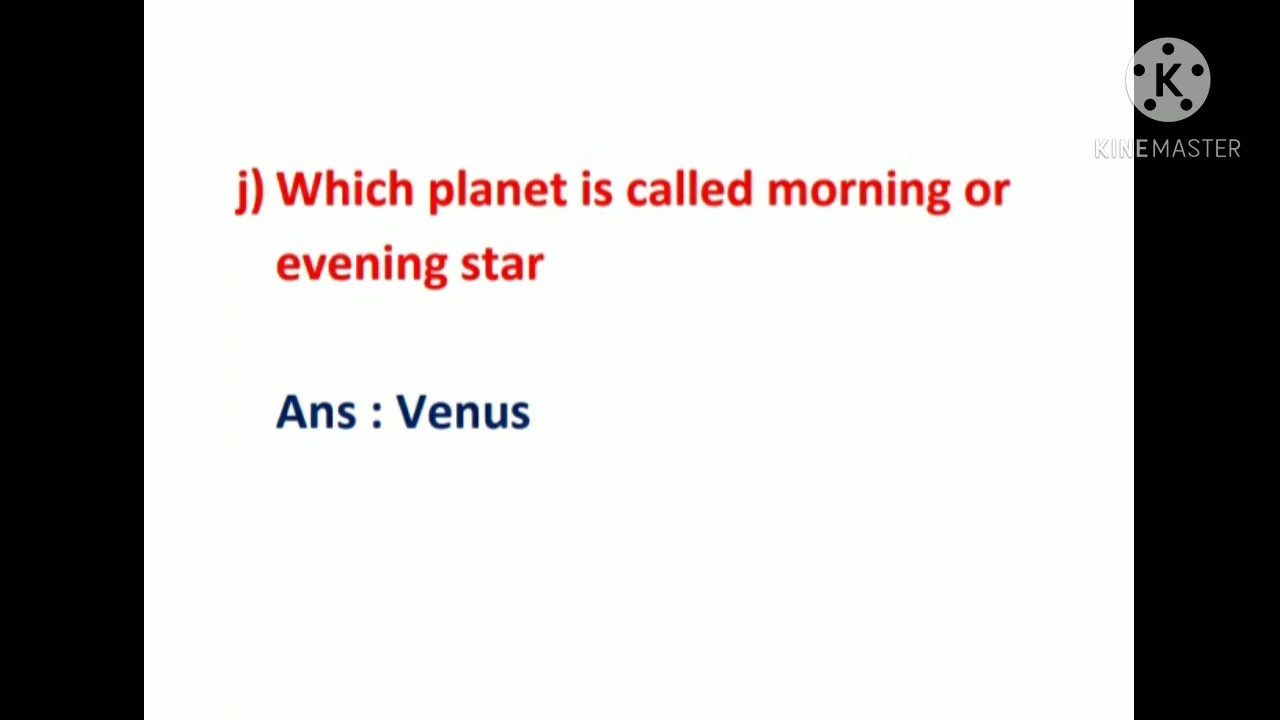 K
KINEMASTER
j) Which planet is called morning or
evening star
Ans : Venus